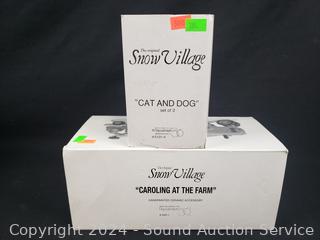 The original
Snow Village
"CAT AND DOG"
set of 2
The original
Snow Village
"CAROLING AT THE FARM"
HANDPAINTED CERAMIC ACCESSORY
Copyright 2024 - Sound Auction Service